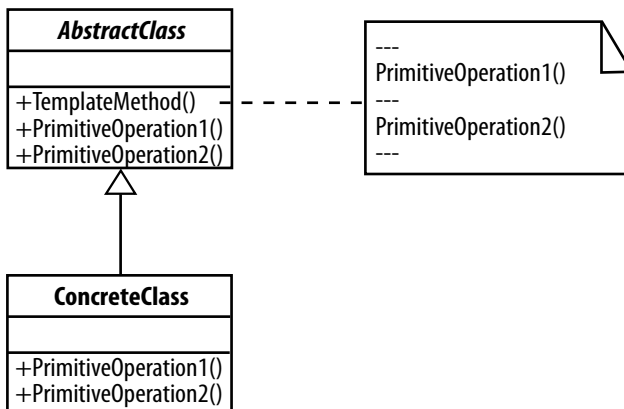 AbstractClass
+TemplateMethod()
+PrimitiveOperation1()
+PrimitiveOperation2()
---
PrimitiveOperation1()
---
PrimitiveOperation2()
---
ConcreteClass
+PrimitiveOperation1()
+PrimitiveOperation2()